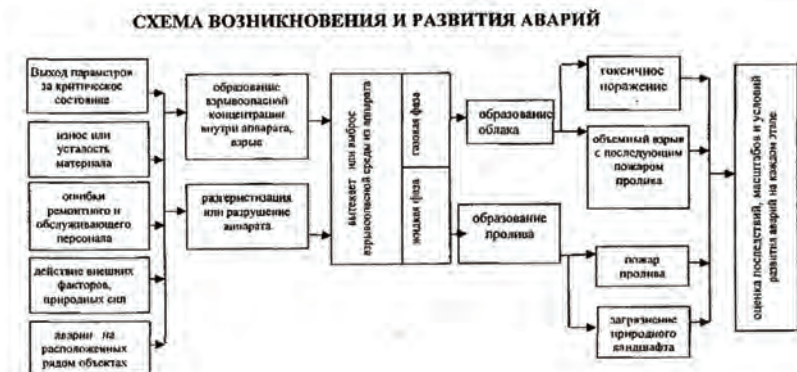 СХЕМА ВОЗНИКНОВЕНИЯ И РАЗВИТИЯ АВАРИЙ
Выход параметров
за критическое
состояние
износ или
усталость
материала
ошибки
ремонтного и
обслуживающего
персонала
действие внешних
факторов,
природных сил
аварии на
расположенных
рядом объектах
образование
взрывоопасной
концентрации
внутри аппарата,
взрыв
разгерметизация
или разрушение
аппарата
вытекает или выброс
взрывоопасной среды из аппарата
газовая фаза
жидкая фаза
образование
облака
образование
пролива
токсичное
поражение
объемный взрыв
с последующим
пожаром
пролива
пожар
пролива
загрязнение
природного
ландшафта
оценка последствий, масштабов и условий
развития аварий на каждом этапе